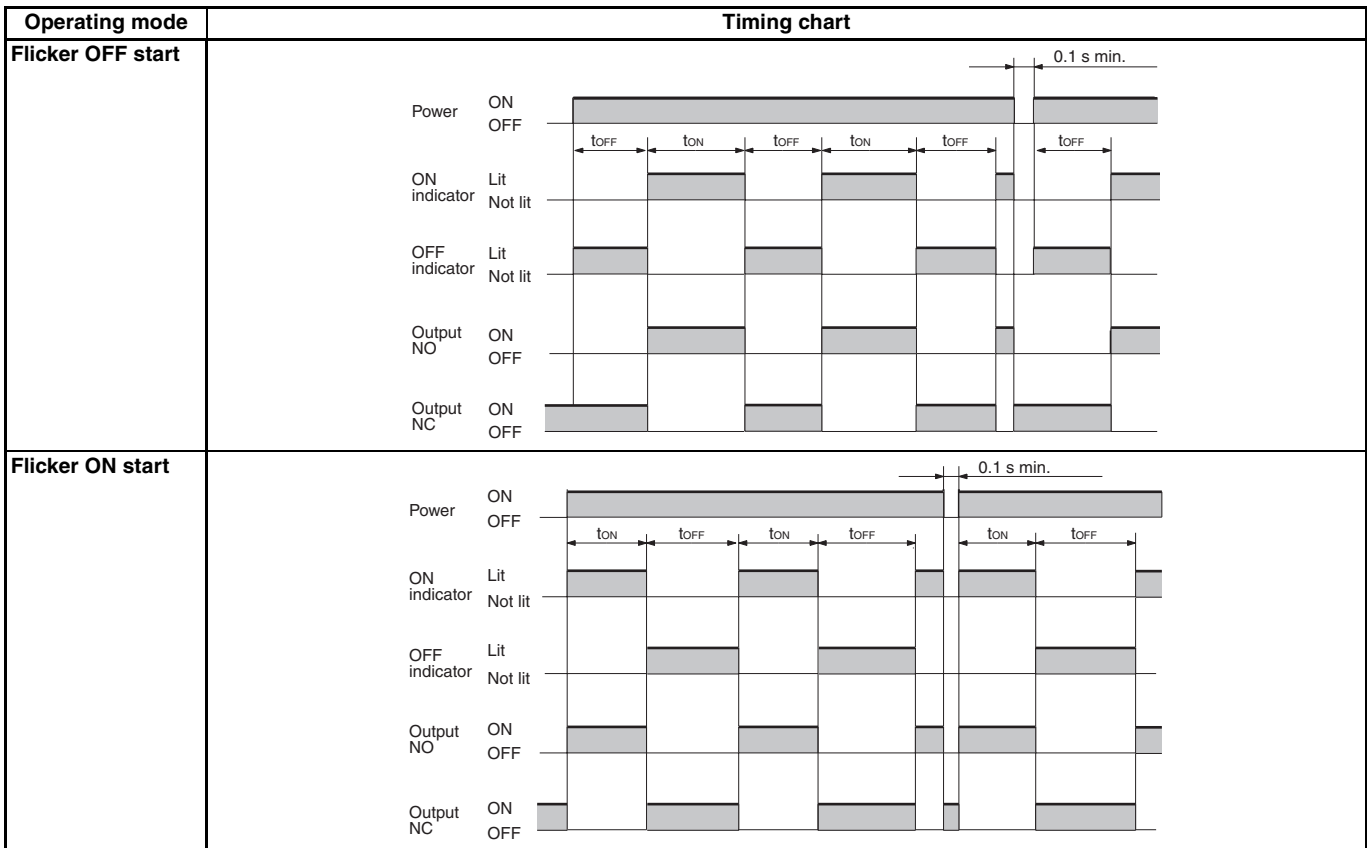 Operating mode Timing chart
Flicker OFF start
0.1 s min.
Power ON
OFF
tOFF tON tOFF tON tOFF tOFF
ON
indicator Lit
Not lit
OFF
indicator Lit
Not lit
Output
NO ON
OFF
Output
NC ON
OFF
Flicker ON start
0.1 s min.
Power ON
OFF
tON tOFF tON tOFF tON tOFF
ON
indicator Lit
Not lit
OFF
indicator Lit
Not lit
Output
NO ON
OFF
Output
NC ON
OFF